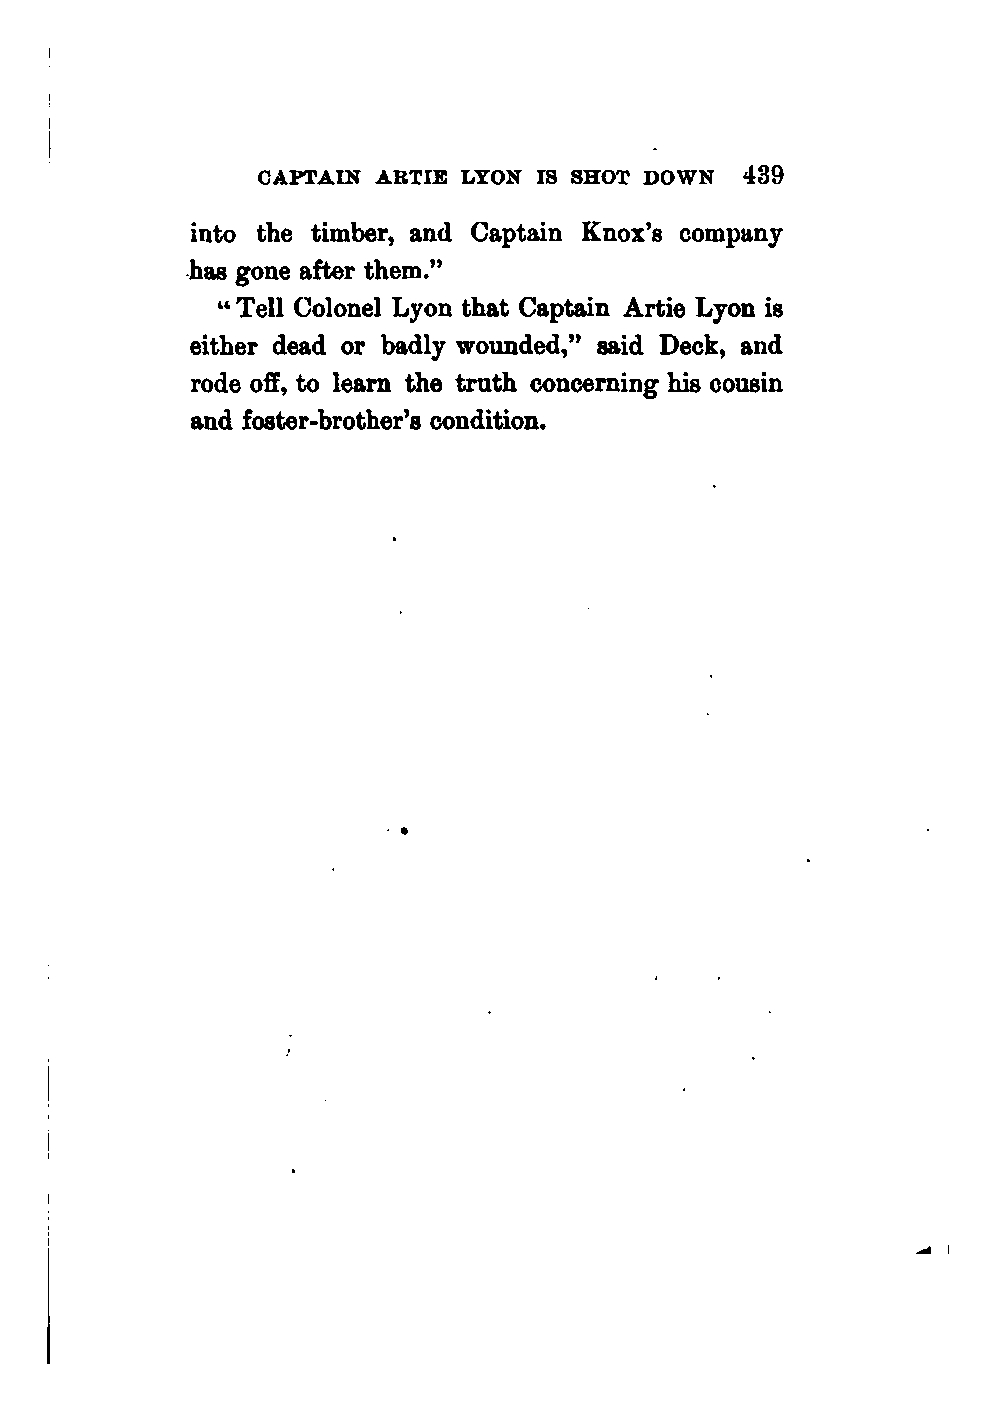 CAPTAIN ARTIE LYON IS SHOT DOWN 439
into the timber, and Captain Knox's company
has gone after them."
"Tell Colonel Lyon that Captain Artie Lyon is
either dead or badly wounded," said Deck, and
rode off, to learn the truth concerning his cousin
and foster-brother's condition.